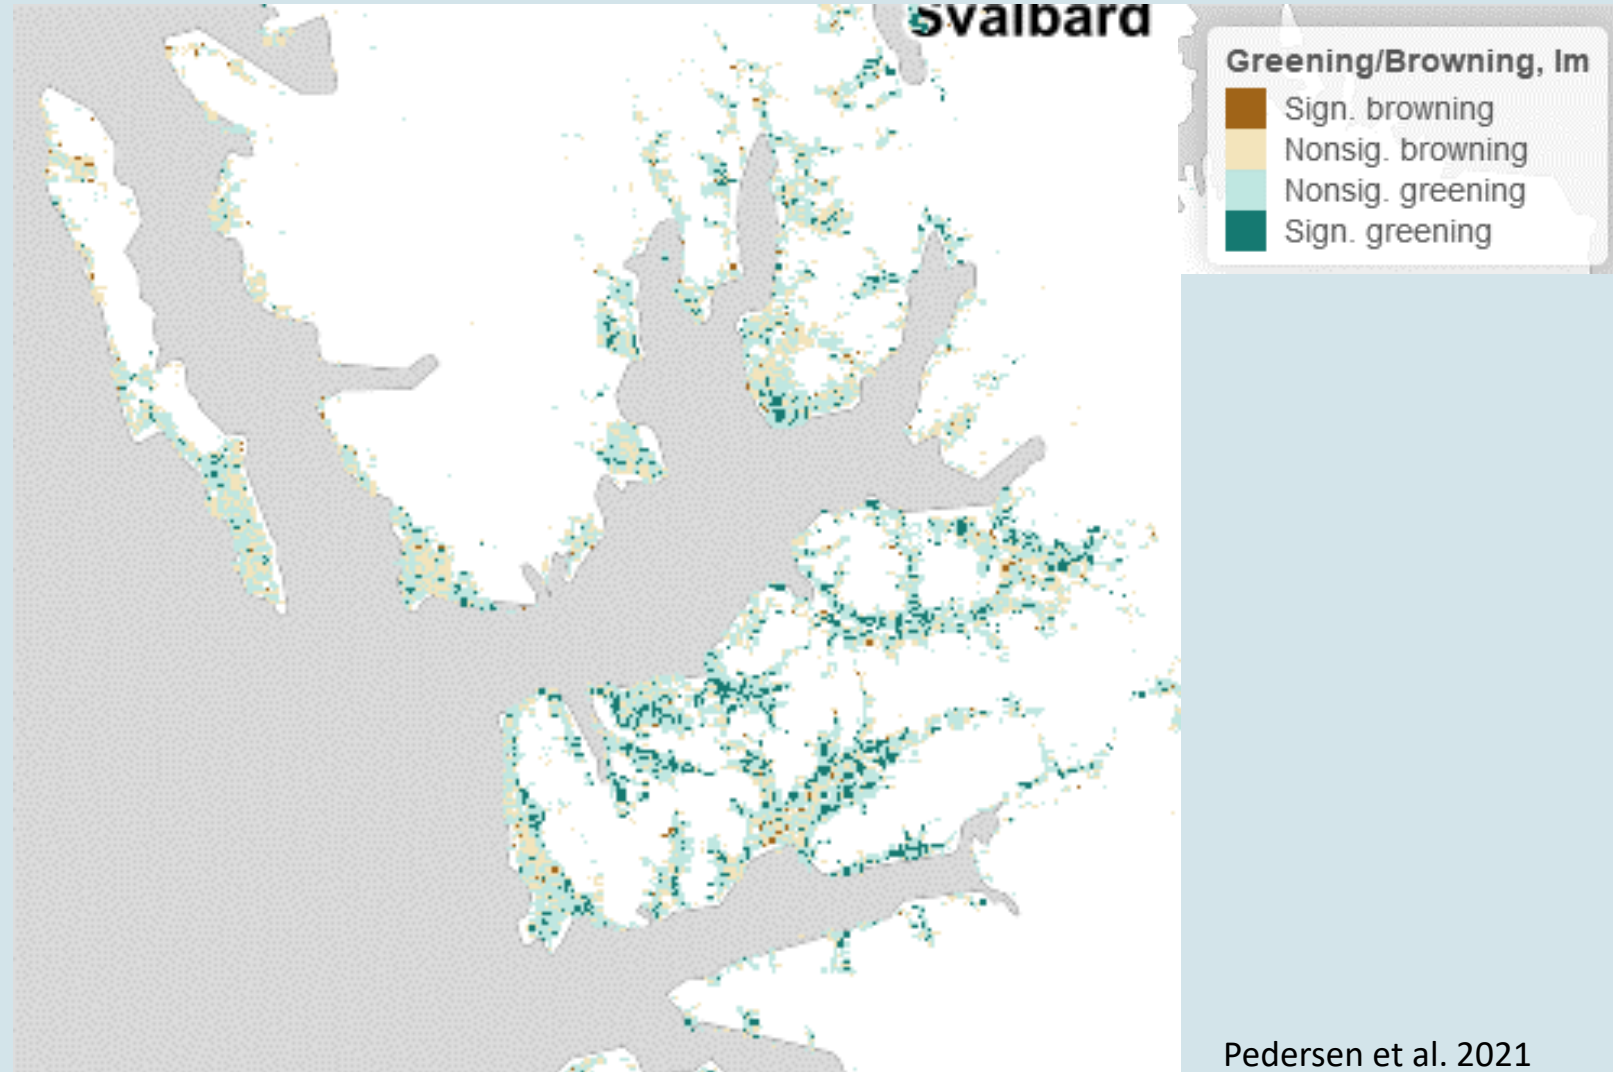 Svalbard
Greening/Browning, lm
Sign. browning
Nonsig. browning
Nonsig. greening
Sign. greening
Pedersen et al. 2021